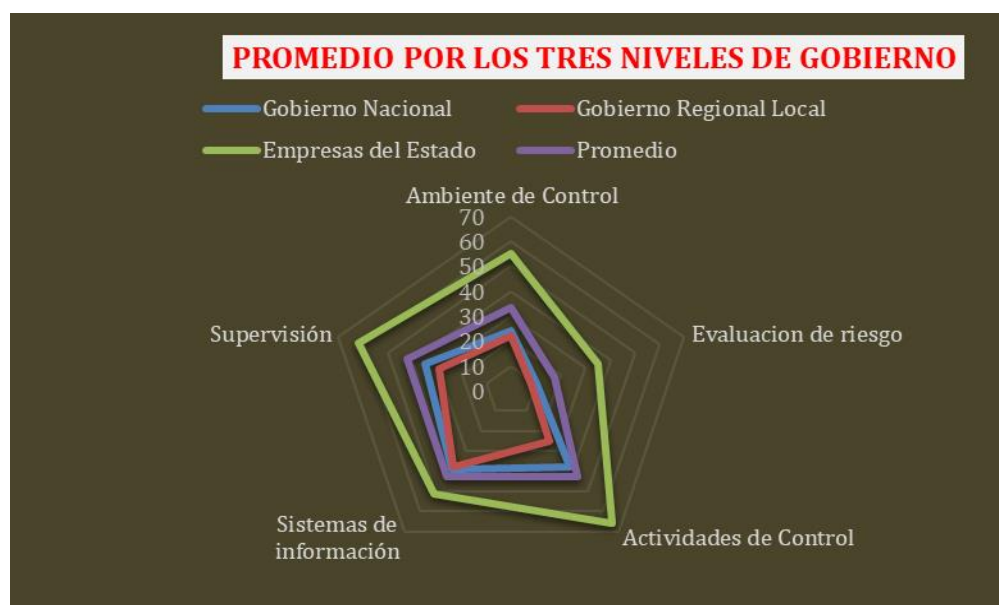 PROMEDIO POR LOS TRES NIVELES DE GOBIERNO
Gobierno Nacional
Gobierno Regional Local
Empresas del Estado
Promedio
Ambiente de Control
70
60
50
40
30
20
10
0
Supervisión
Evaluacion de riesgo
Sistemas de
información
Actividades de Control